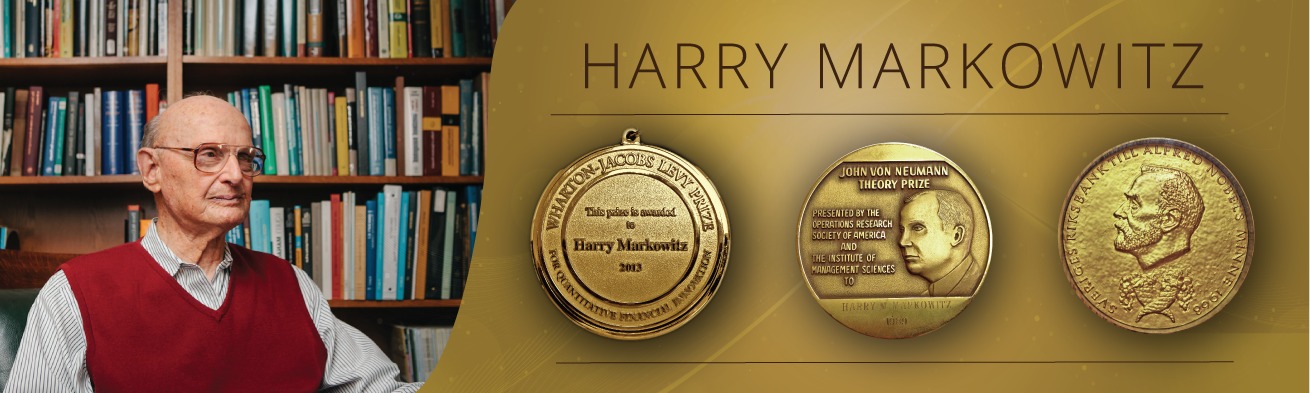 HARRY MARKOWITZ
WHARTON-JACOBS LEVY PRIZE
This prize is awarded
to
Harry Markowitz
2013
FOR QUANTITATIVE FINANCIAL INNOVATION
JOHN VON NEUMANN
THEORY PRIZE
PRESENTED BY THE
OPERATIONS RESEARCH
SOCIETY OF AMERICA
AND
THE INSTITUTE OF
MANAGEMENT SCIENCES
TO
HARRY M. MARKOWITZ
SVERIGES RIKSBANK TILL ALFRED NOBELS MINNE 1968